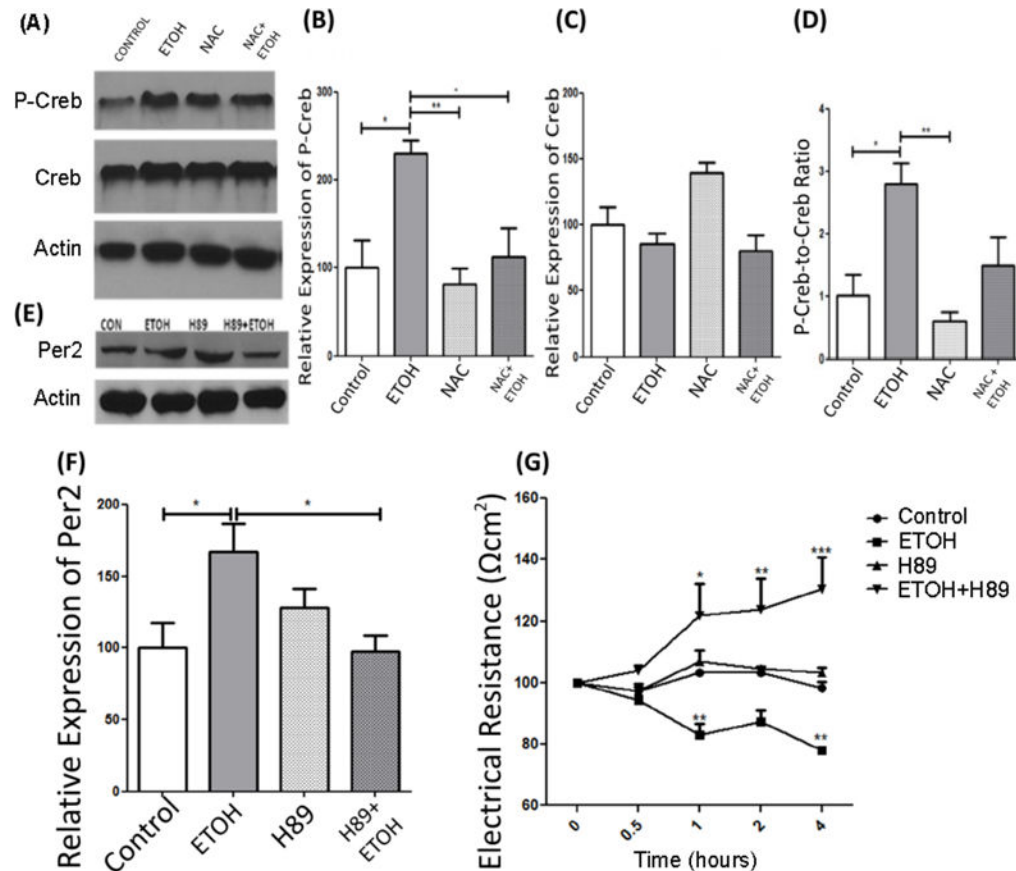 (A)
CONTROL ETOH NAC NAC+ ETOH
P-Creb
Creb
Actin
(E)
CON ETOH H89 H89+ETOH
Per2
Actin
(B)
Relative Expression of P-Creb
300
200
100
0
* ** *
Control ETOH NAC NAC+ ETOH
(C)
Relative Expression of Creb
200
150
100
50
0
Control ETOH NAC NAC+ ETOH
(D)
P-Creb-to-Creb Ratio
4
3
2
1
0
* **
Control ETOH NAC NAC+ ETOH
(F)
Relative Expression of Per2
200
150
100
50
0
* *
Control ETOH H89 H89+ ETOH
(G)
Electrical Resistance (Ωcm²)
160
140
120
100
80
60
* ** ***
** **
0 0.5 1 2 4
Time (hours)
Control
ETOH
H89
ETOH+H89